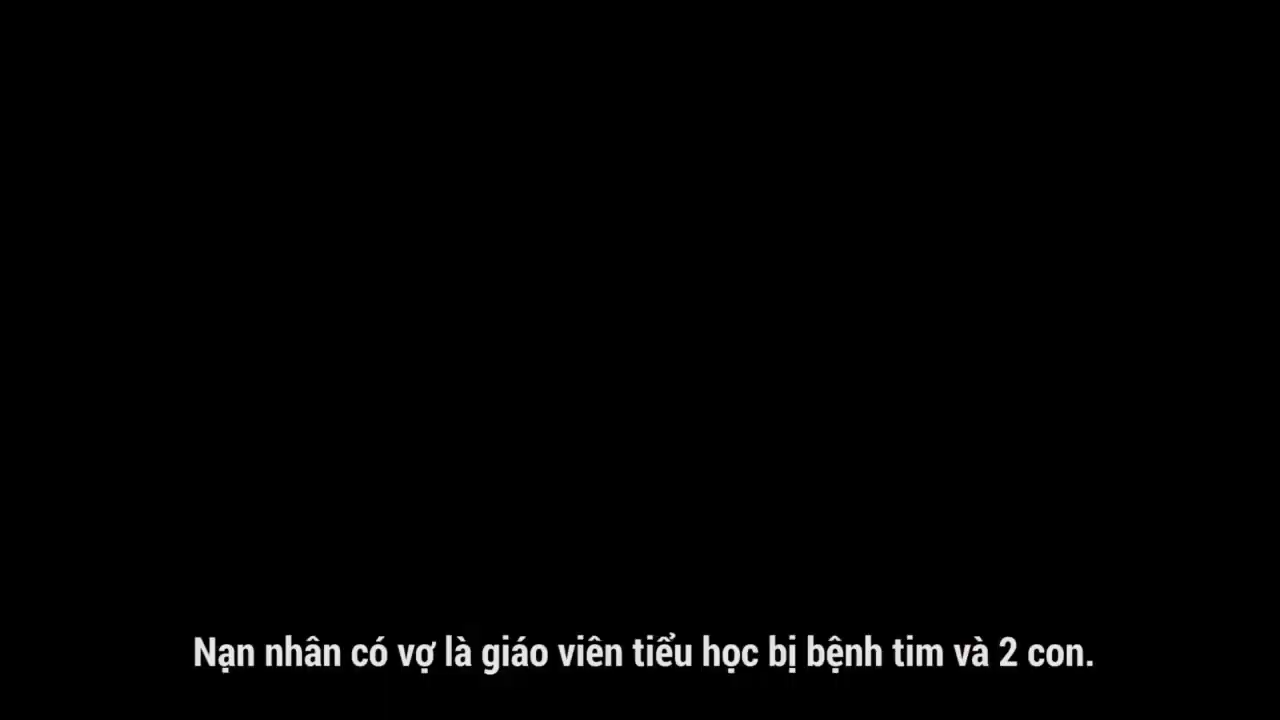 Nạn nhân có vợ là giáo viên tiểu học bị bệnh tim và 2 con.